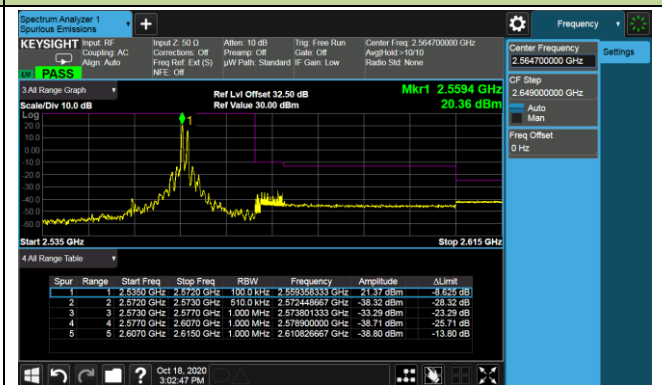 Spectrum Analyzer 1
Spurious Emissions
+
Frequency
KEYSIGHT Input: RF
Coupling: AC
Align: Auto
Input Z: 50 Ω
Corrections: Off
Freq Ref: Ext (S)
NFE: Off
Atten: 10 dB
Preamp: Off
µW Path: Standard
Trig: Free Run
Gate: Off
IF Gain: Low
Center Freq: 2.564700000 GHz
Avg|Hold:>10/10
Radio Std: None
PASS
Center Frequency
2.564700000 GHz
Settings
CF Step
2.649000000 GHz
Auto
Man
Freq Offset
0 Hz
3 All Range Graph
Scale/Div 10.0 dB
Ref Lvl Offset 32.50 dB
Ref Value 30.00 dBm
Mkr1 2.5594 GHz
20.36 dBm
Log
20.0
10.0
0.00
-10.0
-20.0
-30.0
-40.0
-50.0
-60.0
1
Start 2.535 GHz
Stop 2.615 GHz
4 All Range Table
Spur Range Start Freq Stop Freq RBW Frequency Amplitude ΔLimit
1 1 2.5350 GHz 2.5720 GHz 100.0 kHz 2.559358333 GHz 21.37 dBm -8.625 dB
2 2 2.5720 GHz 2.5730 GHz 510.0 kHz 2.572448667 GHz -38.32 dBm -28.32 dB
3 3 2.5730 GHz 2.5770 GHz 1.000 MHz 2.573801333 GHz -33.29 dBm -23.29 dB
4 4 2.5770 GHz 2.6070 GHz 1.000 MHz 2.578900000 GHz -38.71 dBm -25.71 dB
5 5 2.6070 GHz 2.6150 GHz 1.000 MHz 2.610826667 GHz -38.80 dBm -13.80 dB
?
Oct 18, 2020
3:02:47 PM